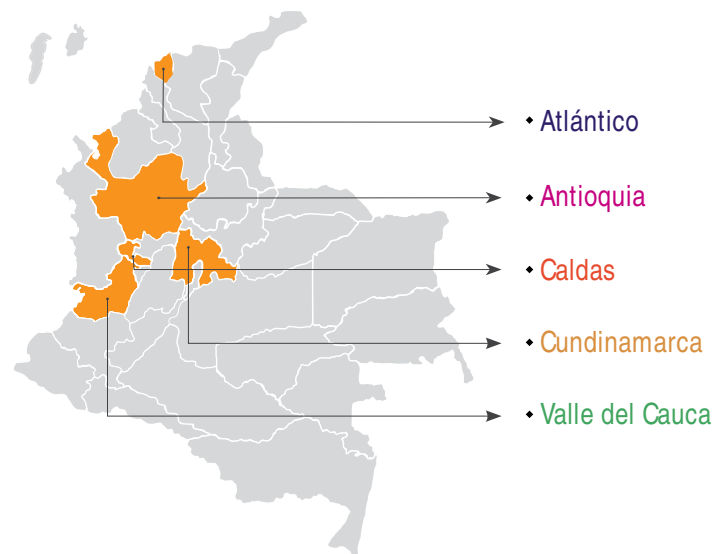 • Atlántico
• Antioquia
• Caldas
• Cundinamarca
• Valle del Cauca